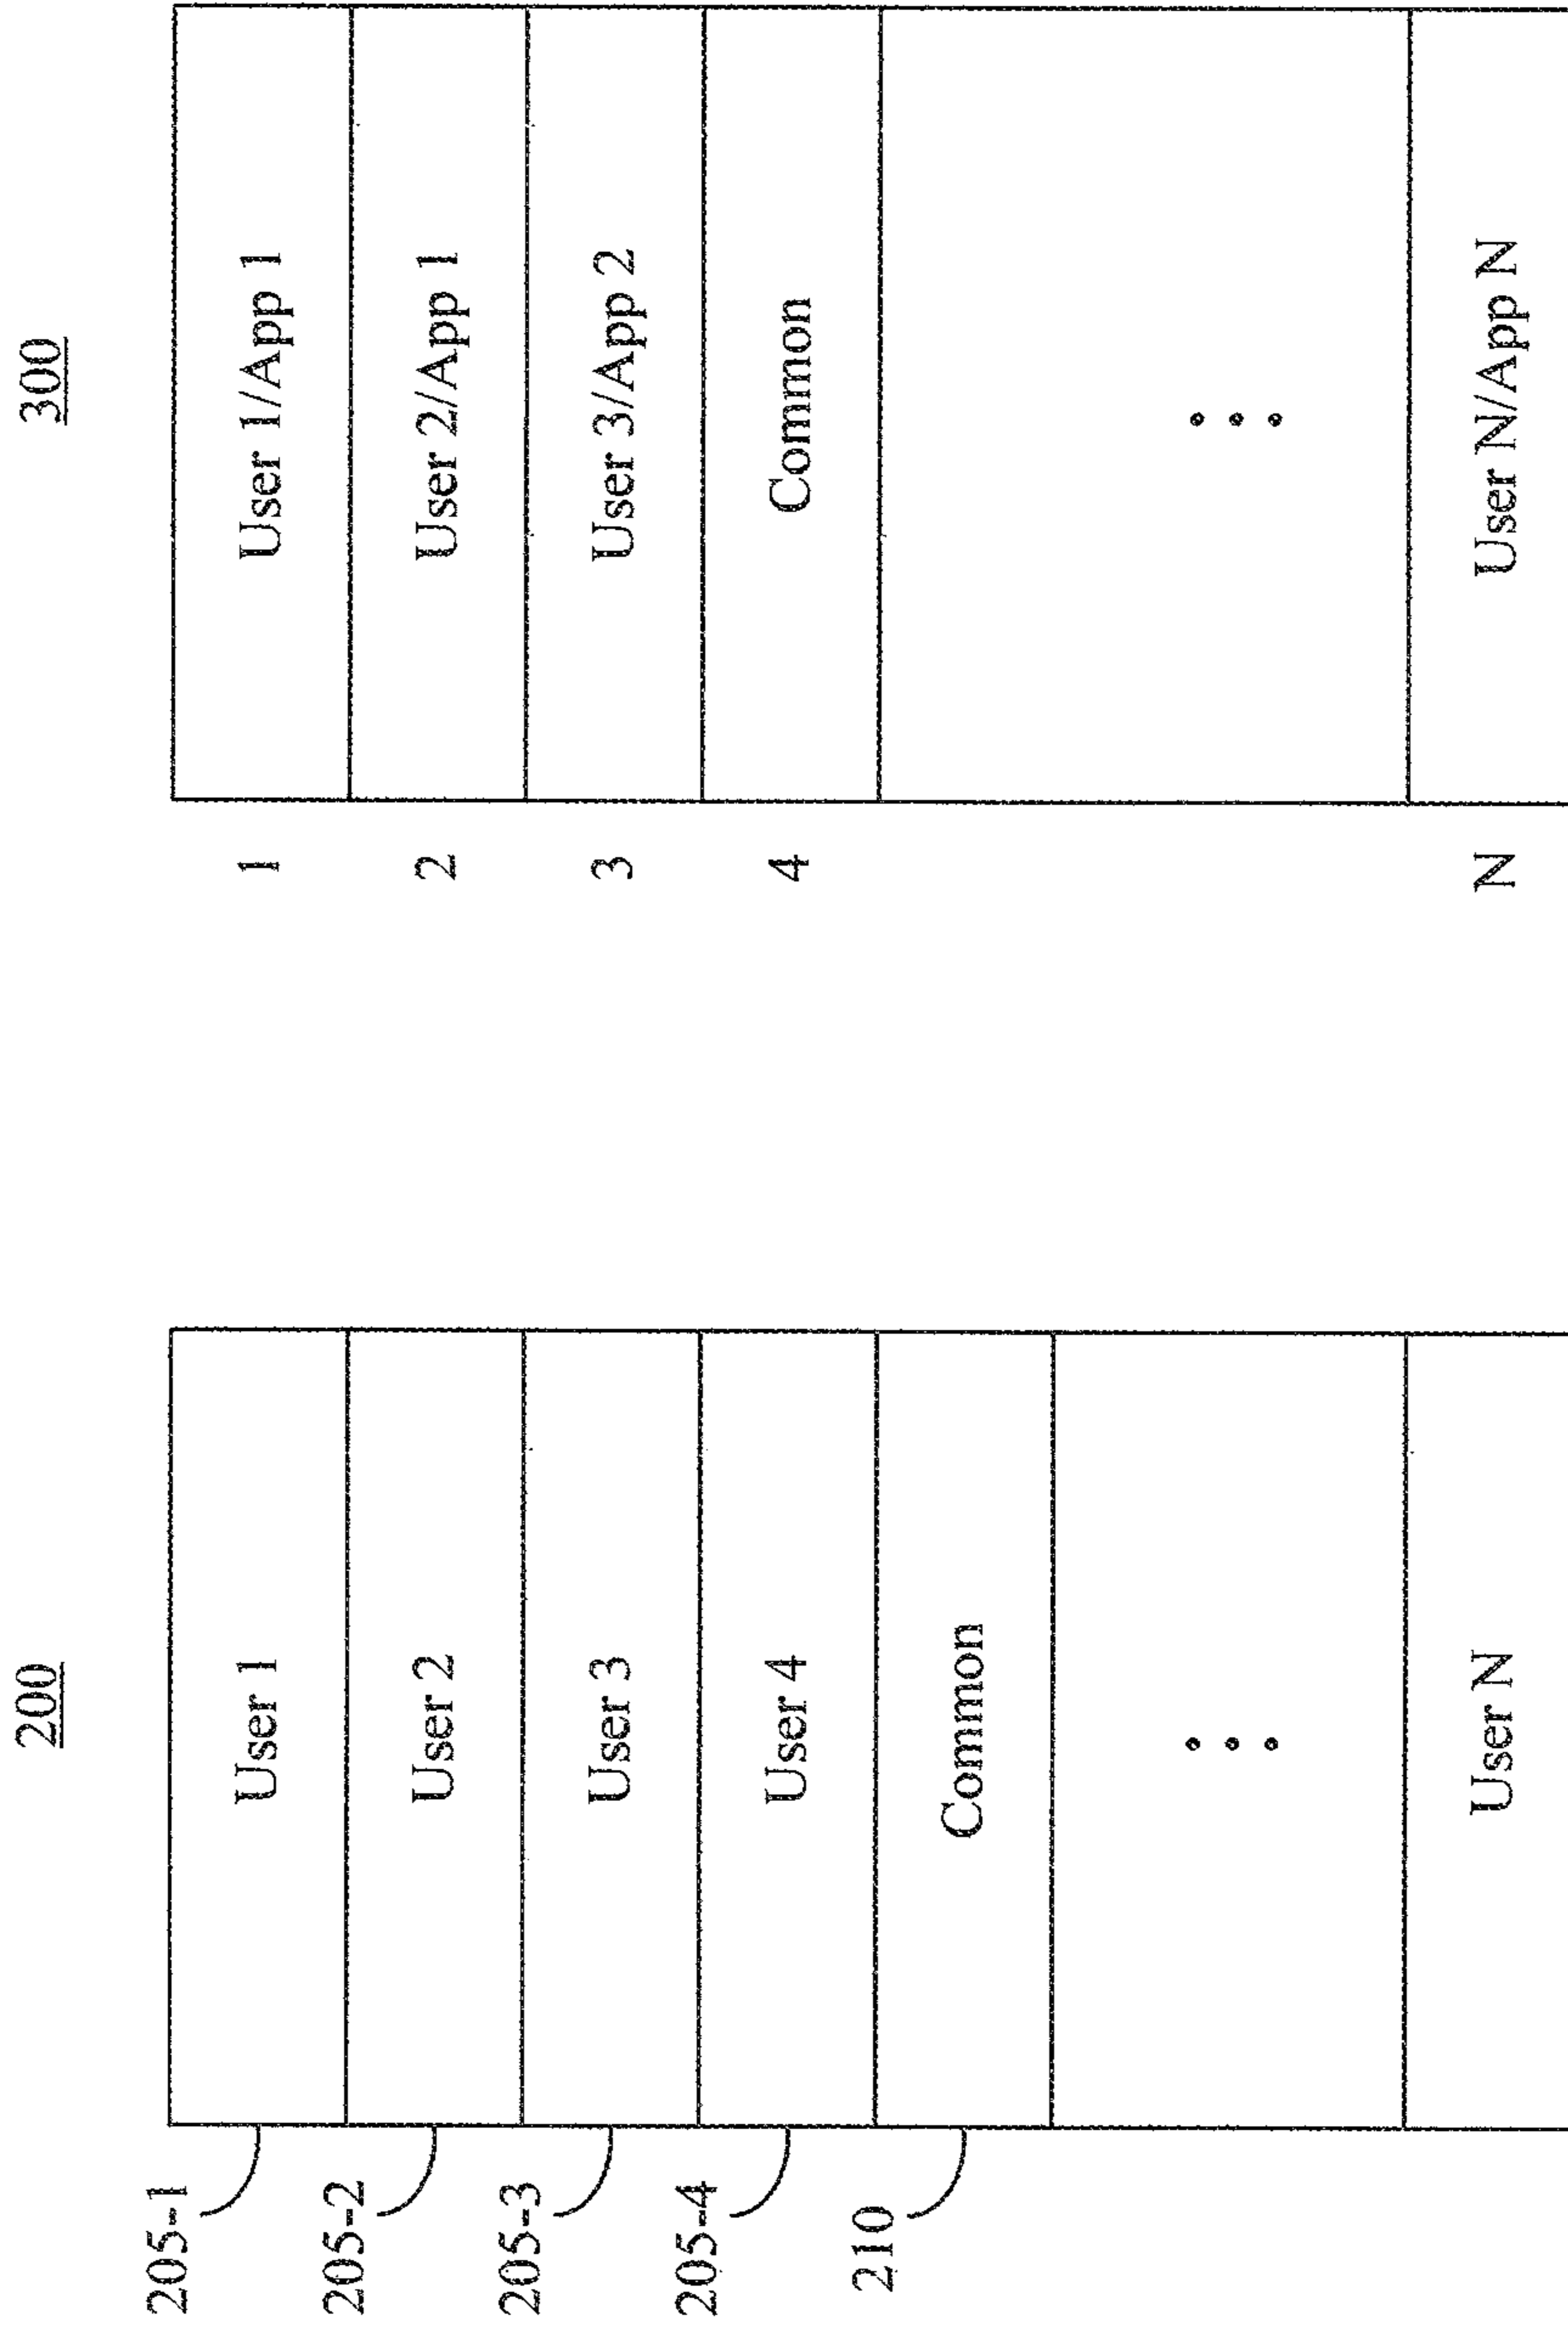 200
205-1
User 1
205-2
User 2
205-3
User 3
205-4
User 4
210
Common
User N
300
1
User 1/App 1
2
User 2/App 1
3
User 3/App 2
4
Common
N
User N/App N